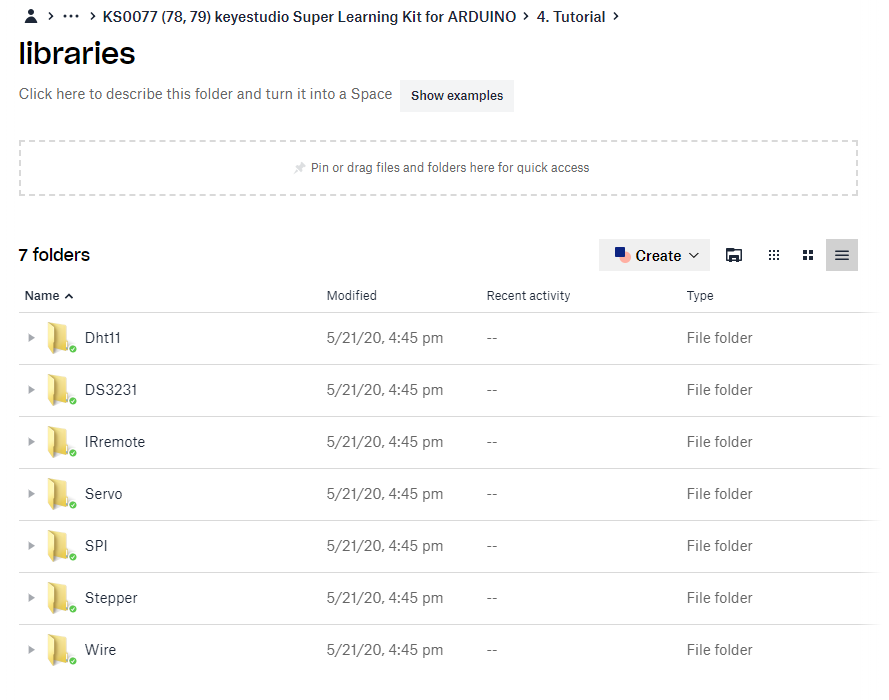 KS0077 (78, 79) keyestudio Super Learning Kit for ARDUINO 4. Tutorial
libraries
Click here to describe this folder and turn it into a Space Show examples
Pin or drag files and folders here for quick access
7 folders Create
Name Modified Recent activity Type
Dht11 5/21/20, 4:45 pm -- File folder
DS3231 5/21/20, 4:45 pm -- File folder
IRremote 5/21/20, 4:45 pm -- File folder
Servo 5/21/20, 4:45 pm -- File folder
SPI 5/21/20, 4:45 pm -- File folder
Stepper 5/21/20, 4:45 pm -- File folder
Wire 5/21/20, 4:45 pm -- File folder